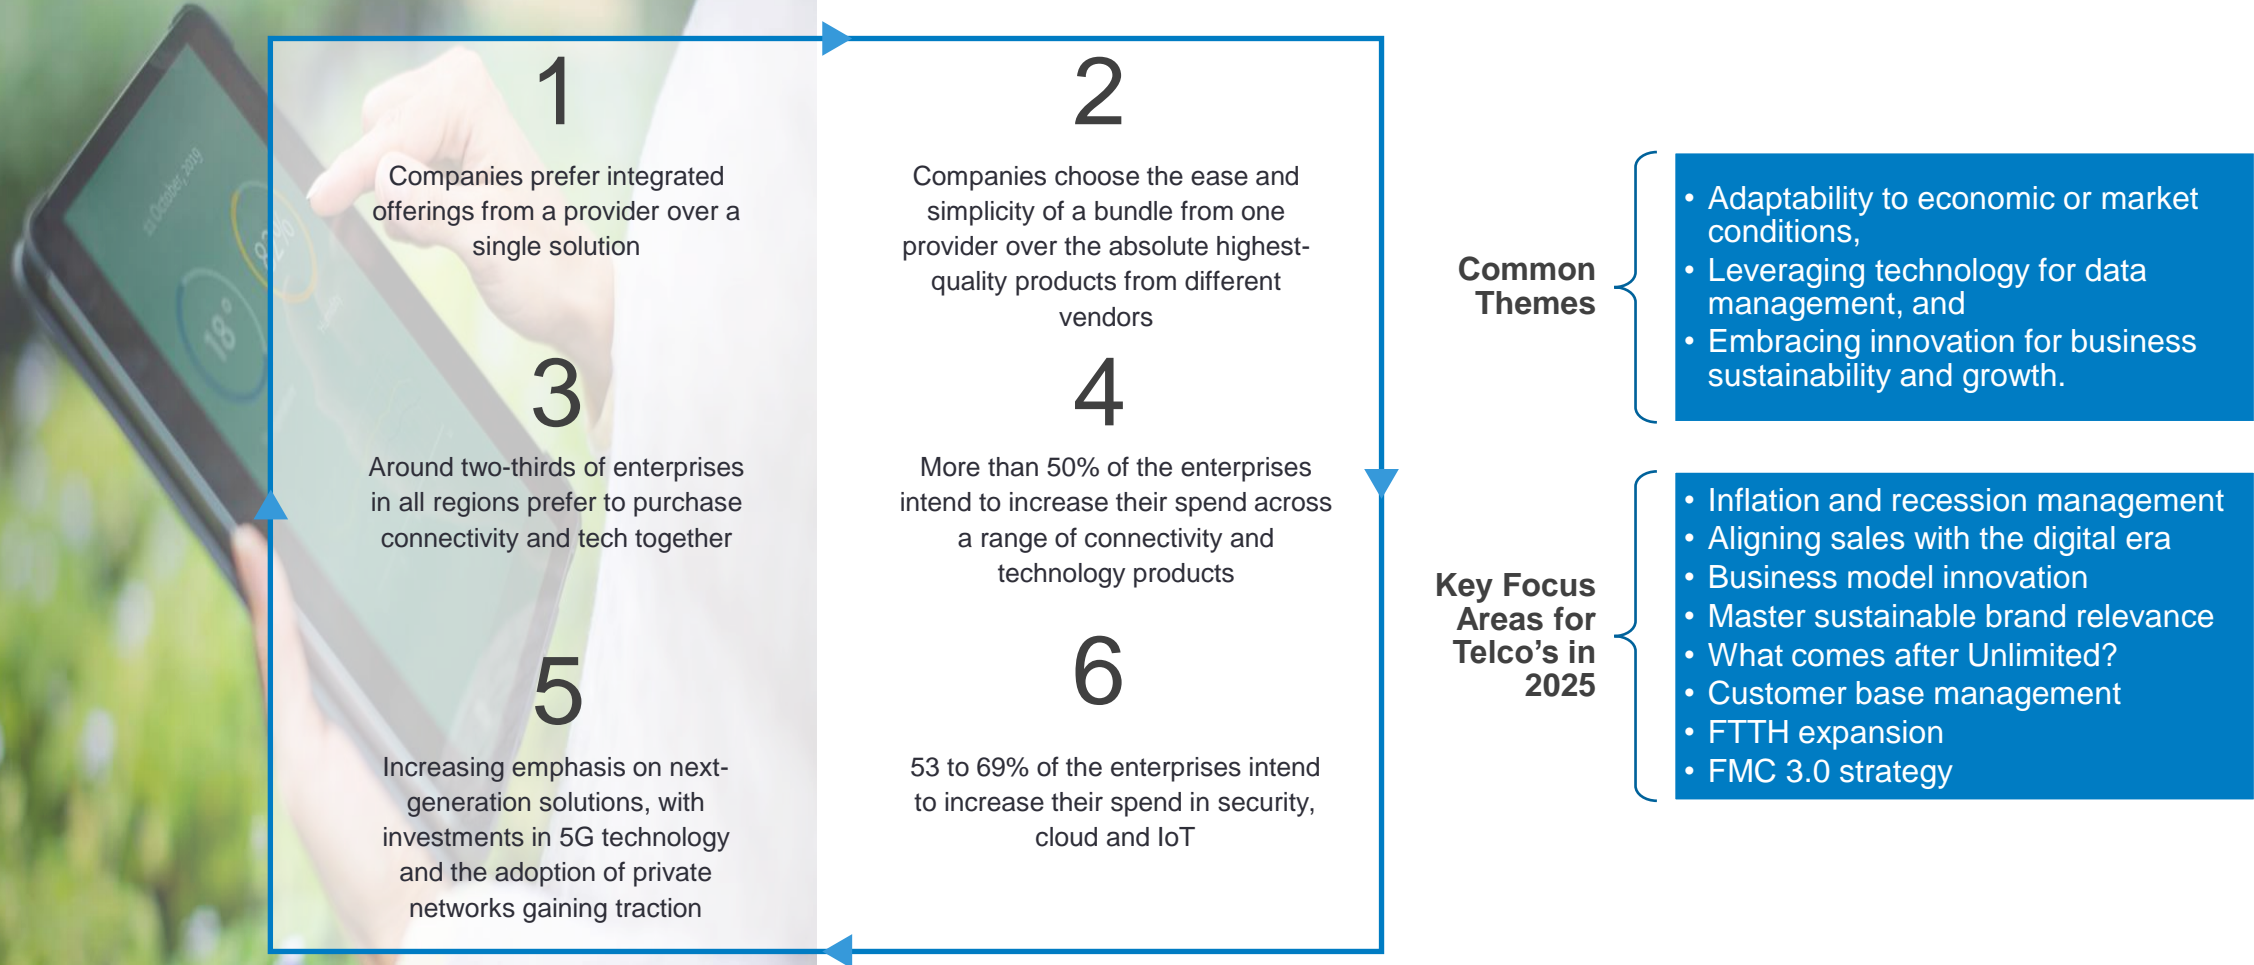 1
Companies prefer integrated
offerings from a provider over a
single solution
2
Companies choose the ease and
simplicity of a bundle from one
provider over the absolute highest-
quality products from different
vendors
3
Around two-thirds of enterprises
in all regions prefer to purchase
connectivity and tech together
4
More than 50% of the enterprises
intend to increase their spend across
a range of connectivity and
technology products
5
Increasing emphasis on next-
generation solutions, with
investments in 5G technology
and the adoption of private
networks gaining traction
6
53 to 69% of the enterprises intend
to increase their spend in security,
cloud and IoT
Common
Themes
• Adaptability to economic or market
conditions,
• Leveraging technology for data
management, and
• Embracing innovation for business
sustainability and growth.
Key Focus
Areas for
Telco’s in
2025
• Inflation and recession management
• Aligning sales with the digital era
• Business model innovation
• Master sustainable brand relevance
• What comes after Unlimited?
• Customer base management
• FTTH expansion
• FMC 3.0 strategy
October, 2019
82%
18°